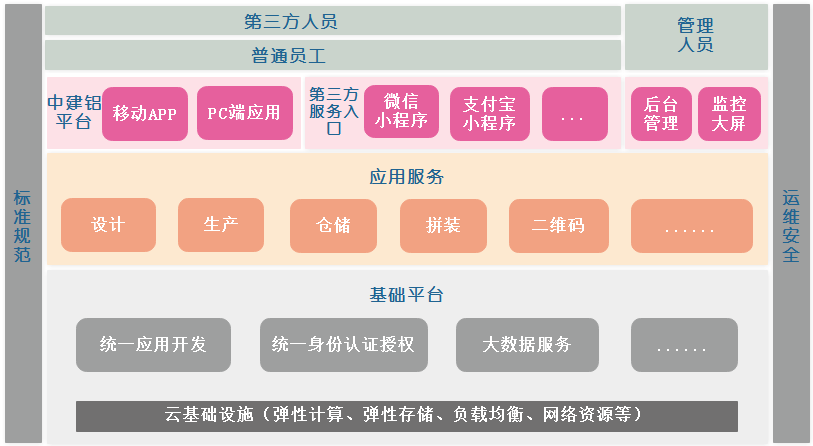 第三方人员
普通员工
管理
人员
中建铝
平台
移动APP
PC端应用
第三方
服务入
口
微信
小程序
支付宝
小程序
...
后台
管理
监控
大屏
标准规范
应用服务
设计
生产
仓储
拼装
二维码
......
运维安全
基础平台
统一应用开发
统一身份认证授权
大数据服务
......
云基础设施（弹性计算、弹性存储、负载均衡、网络资源等）